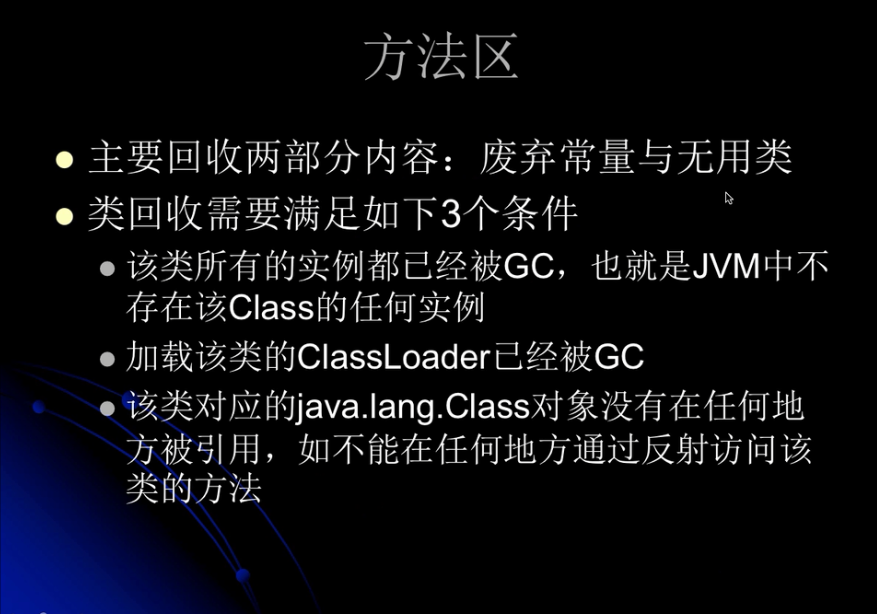 方法区
主要回收两部分内容：废弃常量与无用类
类回收需要满足如下3个条件
该类所有的实例都已经被GC，也就是JVM中不
存在该Class的任何实例
加载该类的ClassLoader已经被GC
该类对应的java.lang.Class对象没有在任何地
方被引用，如不能在任何地方通过反射访问该
类的方法